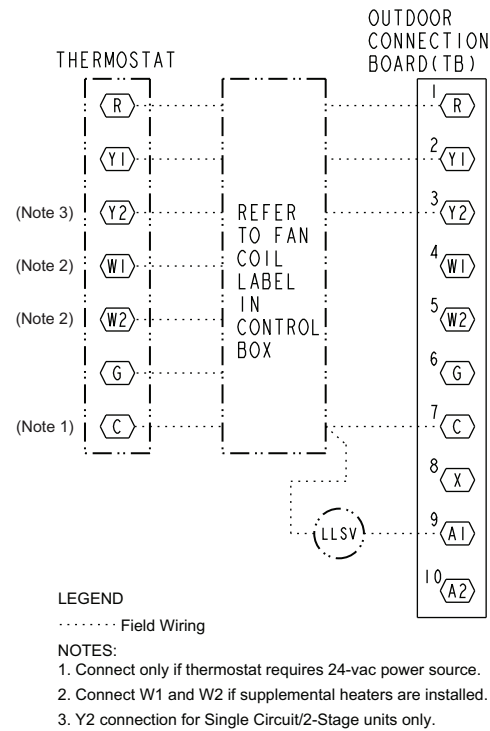 OUTDOOR
CONNECTION
BOARD(TB)
THERMOSTAT
R
1
R
Y1
2
Y1
(Note 3)
Y2
3
Y2
REFER
TO FAN
COIL
LABEL
IN
CONTROL
BOX
(Note 2)
W1
4
W1
(Note 2)
W2
5
W2
G
6
G
(Note 1)
C
7
C
8
X
LLSV
9
A1
10
A2
LEGEND
Field Wiring
NOTES:
1. Connect only if thermostat requires 24-vac power source.
2. Connect W1 and W2 if supplemental heaters are installed.
3. Y2 connection for Single Circuit/2-Stage units only.